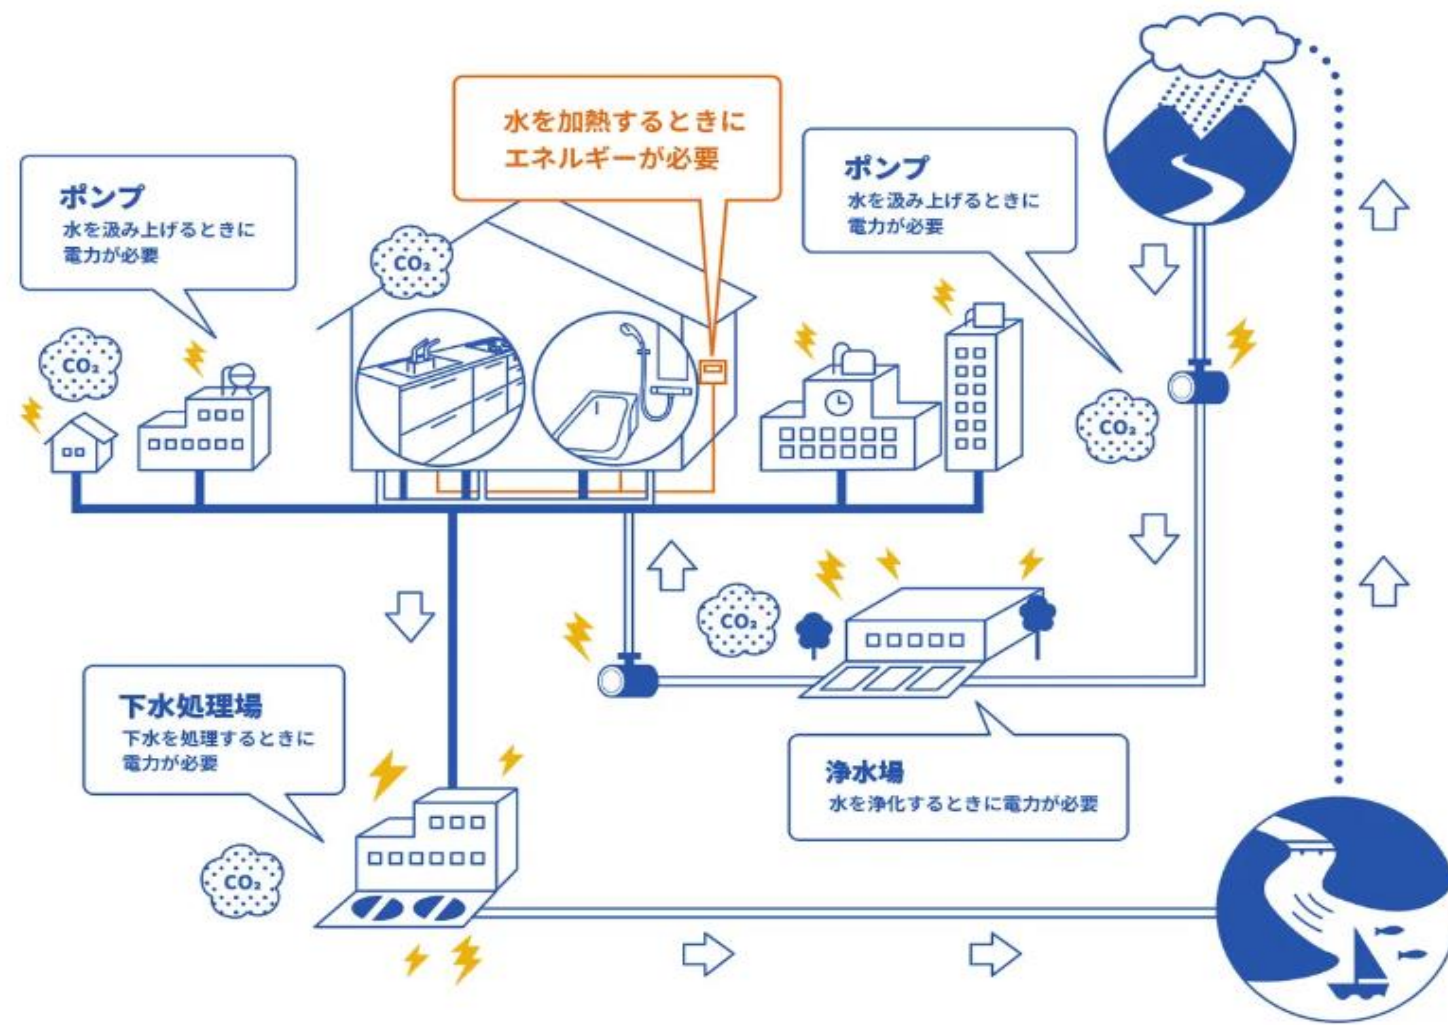 水を加熱するときに
エネルギーが必要
ポンプ
水を汲み上げるときに
電力が必要
ポンプ
水を汲み上げるときに
電力が必要
CO₂
CO₂
CO₂
CO₂
下水処理場
下水を処理するときに
電力が必要
浄水場
水を浄化するときに電力が必要
CO₂